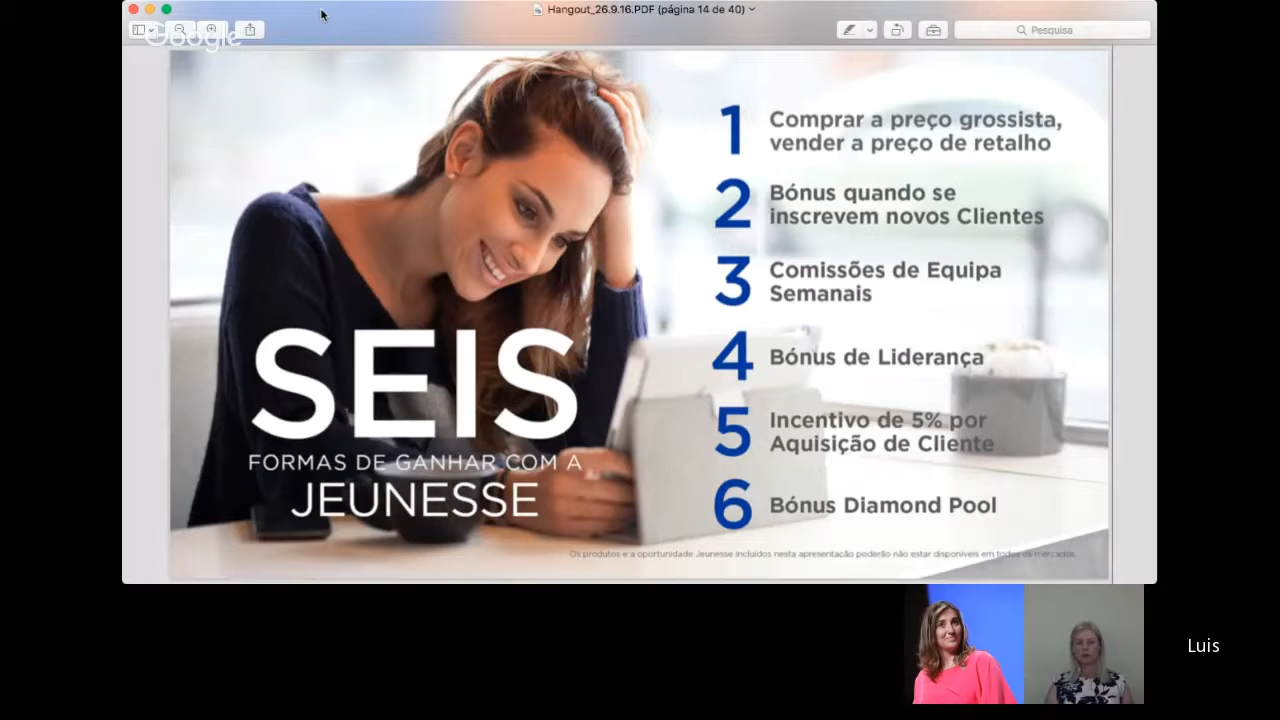 Hangout_26.9.16.PDF (página 14 de 40)
Google
Pesquisa
1 Comprar a preço grossista,
vender a preço de retalho
2 Bónus quando se
inscrevem novos Clientes
3 Comissões de Equipa
Semanais
4 Bónus de Liderança
5 Incentivo de 5% por
Aquisição de Cliente
6 Bónus Diamond Pool
SEIS
FORMAS DE GANHAR COM A
JEUNESSE
Os produtos e a oportunidade Jeunesse incluídos nesta apresentação poderão não estar disponíveis em todos os mercados.
Luis